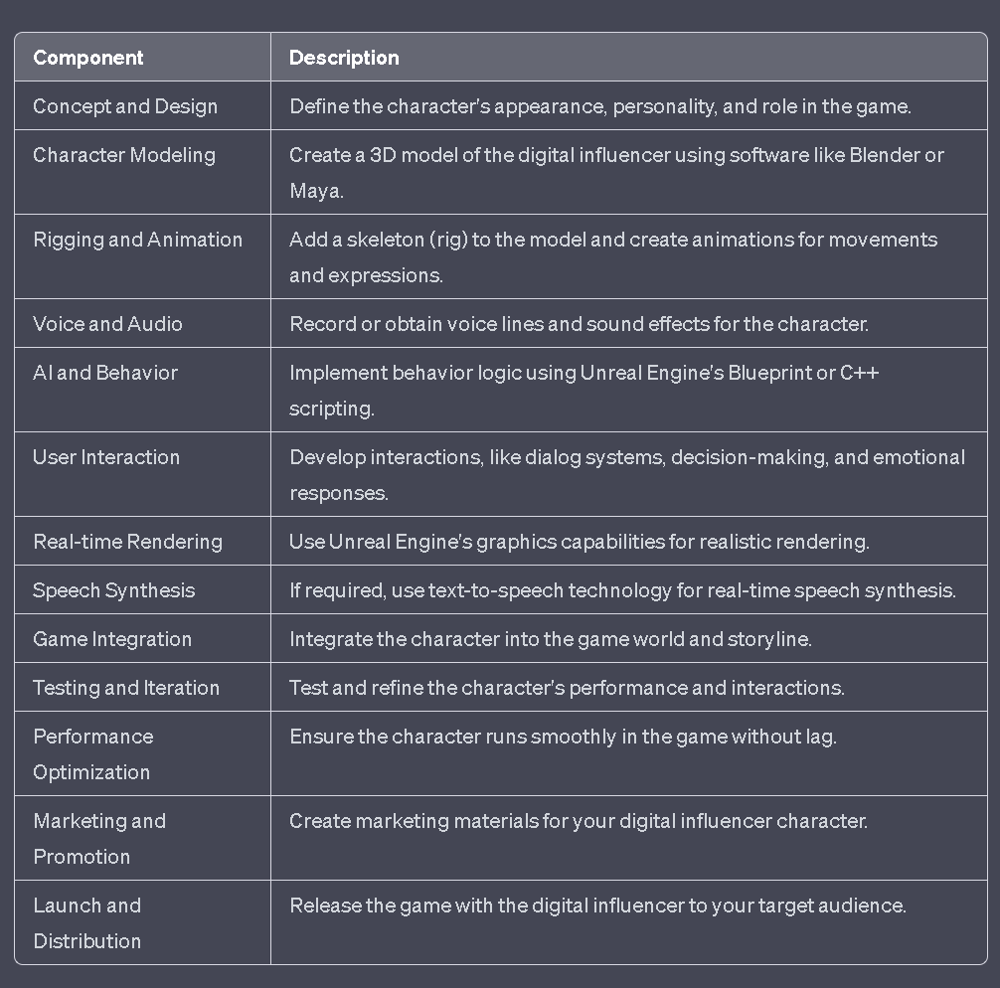 Component Description
Concept and Design Define the character's appearance, personality, and role in the game.
Character Modeling Create a 3D model of the digital influencer using software like Blender or
Maya.
Rigging and Animation Add a skeleton (rig) to the model and create animations for movements
and expressions.
Voice and Audio Record or obtain voice lines and sound effects for the character.
AI and Behavior Implement behavior logic using Unreal Engine's Blueprint or C++
scripting.
User Interaction Develop interactions, like dialog systems, decision-making, and emotional
responses.
Real-time Rendering Use Unreal Engine's graphics capabilities for realistic rendering.
Speech Synthesis If required, use text-to-speech technology for real-time speech synthesis.
Game Integration Integrate the character into the game world and storyline.
Testing and Iteration Test and refine the character's performance and interactions.
Performance Ensure the character runs smoothly in the game without lag.
Optimization
Marketing and Create marketing materials for your digital influencer character.
Promotion
Launch and Release the game with the digital influencer to your target audience.
Distribution